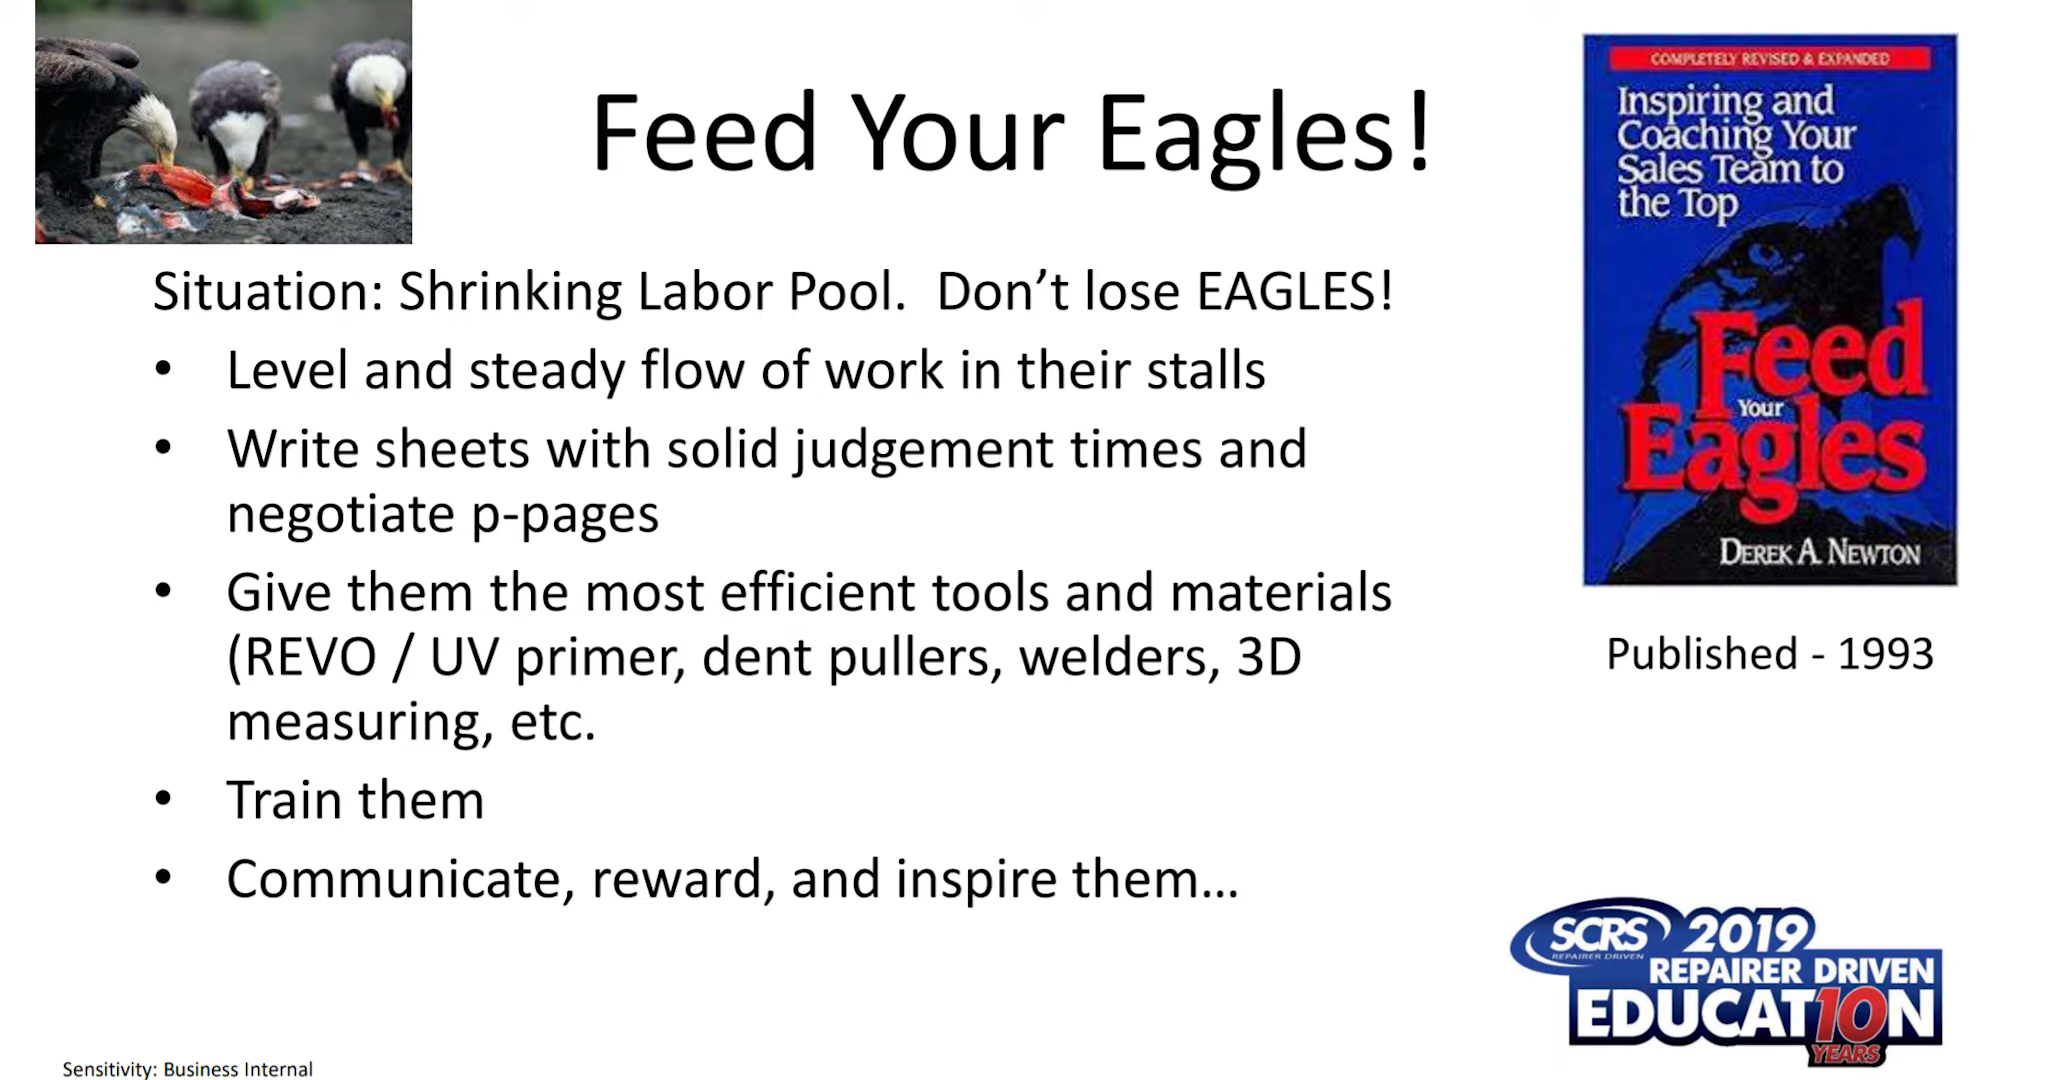 Feed Your Eagles!
Situation: Shrinking Labor Pool.  Don’t lose EAGLES!
• Level and steady flow of work in their stalls
• Write sheets with solid judgement times and
negotiate p-pages
• Give them the most efficient tools and materials
(REVO / UV primer, dent pullers, welders, 3D
measuring, etc.
• Train them
• Communicate, reward, and inspire them...
COMPLETELY REVISED & EXPANDED
Inspiring and
Coaching Your
Sales Team to
the Top
Feed
Your
Eagles
DEREK A. NEWTON
Published - 1993
SCRS 2019
REPAIRER DRIVEN
REPAIRER DRIVEN
EDUCAT10N
YEARS
Sensitivity: Business Internal